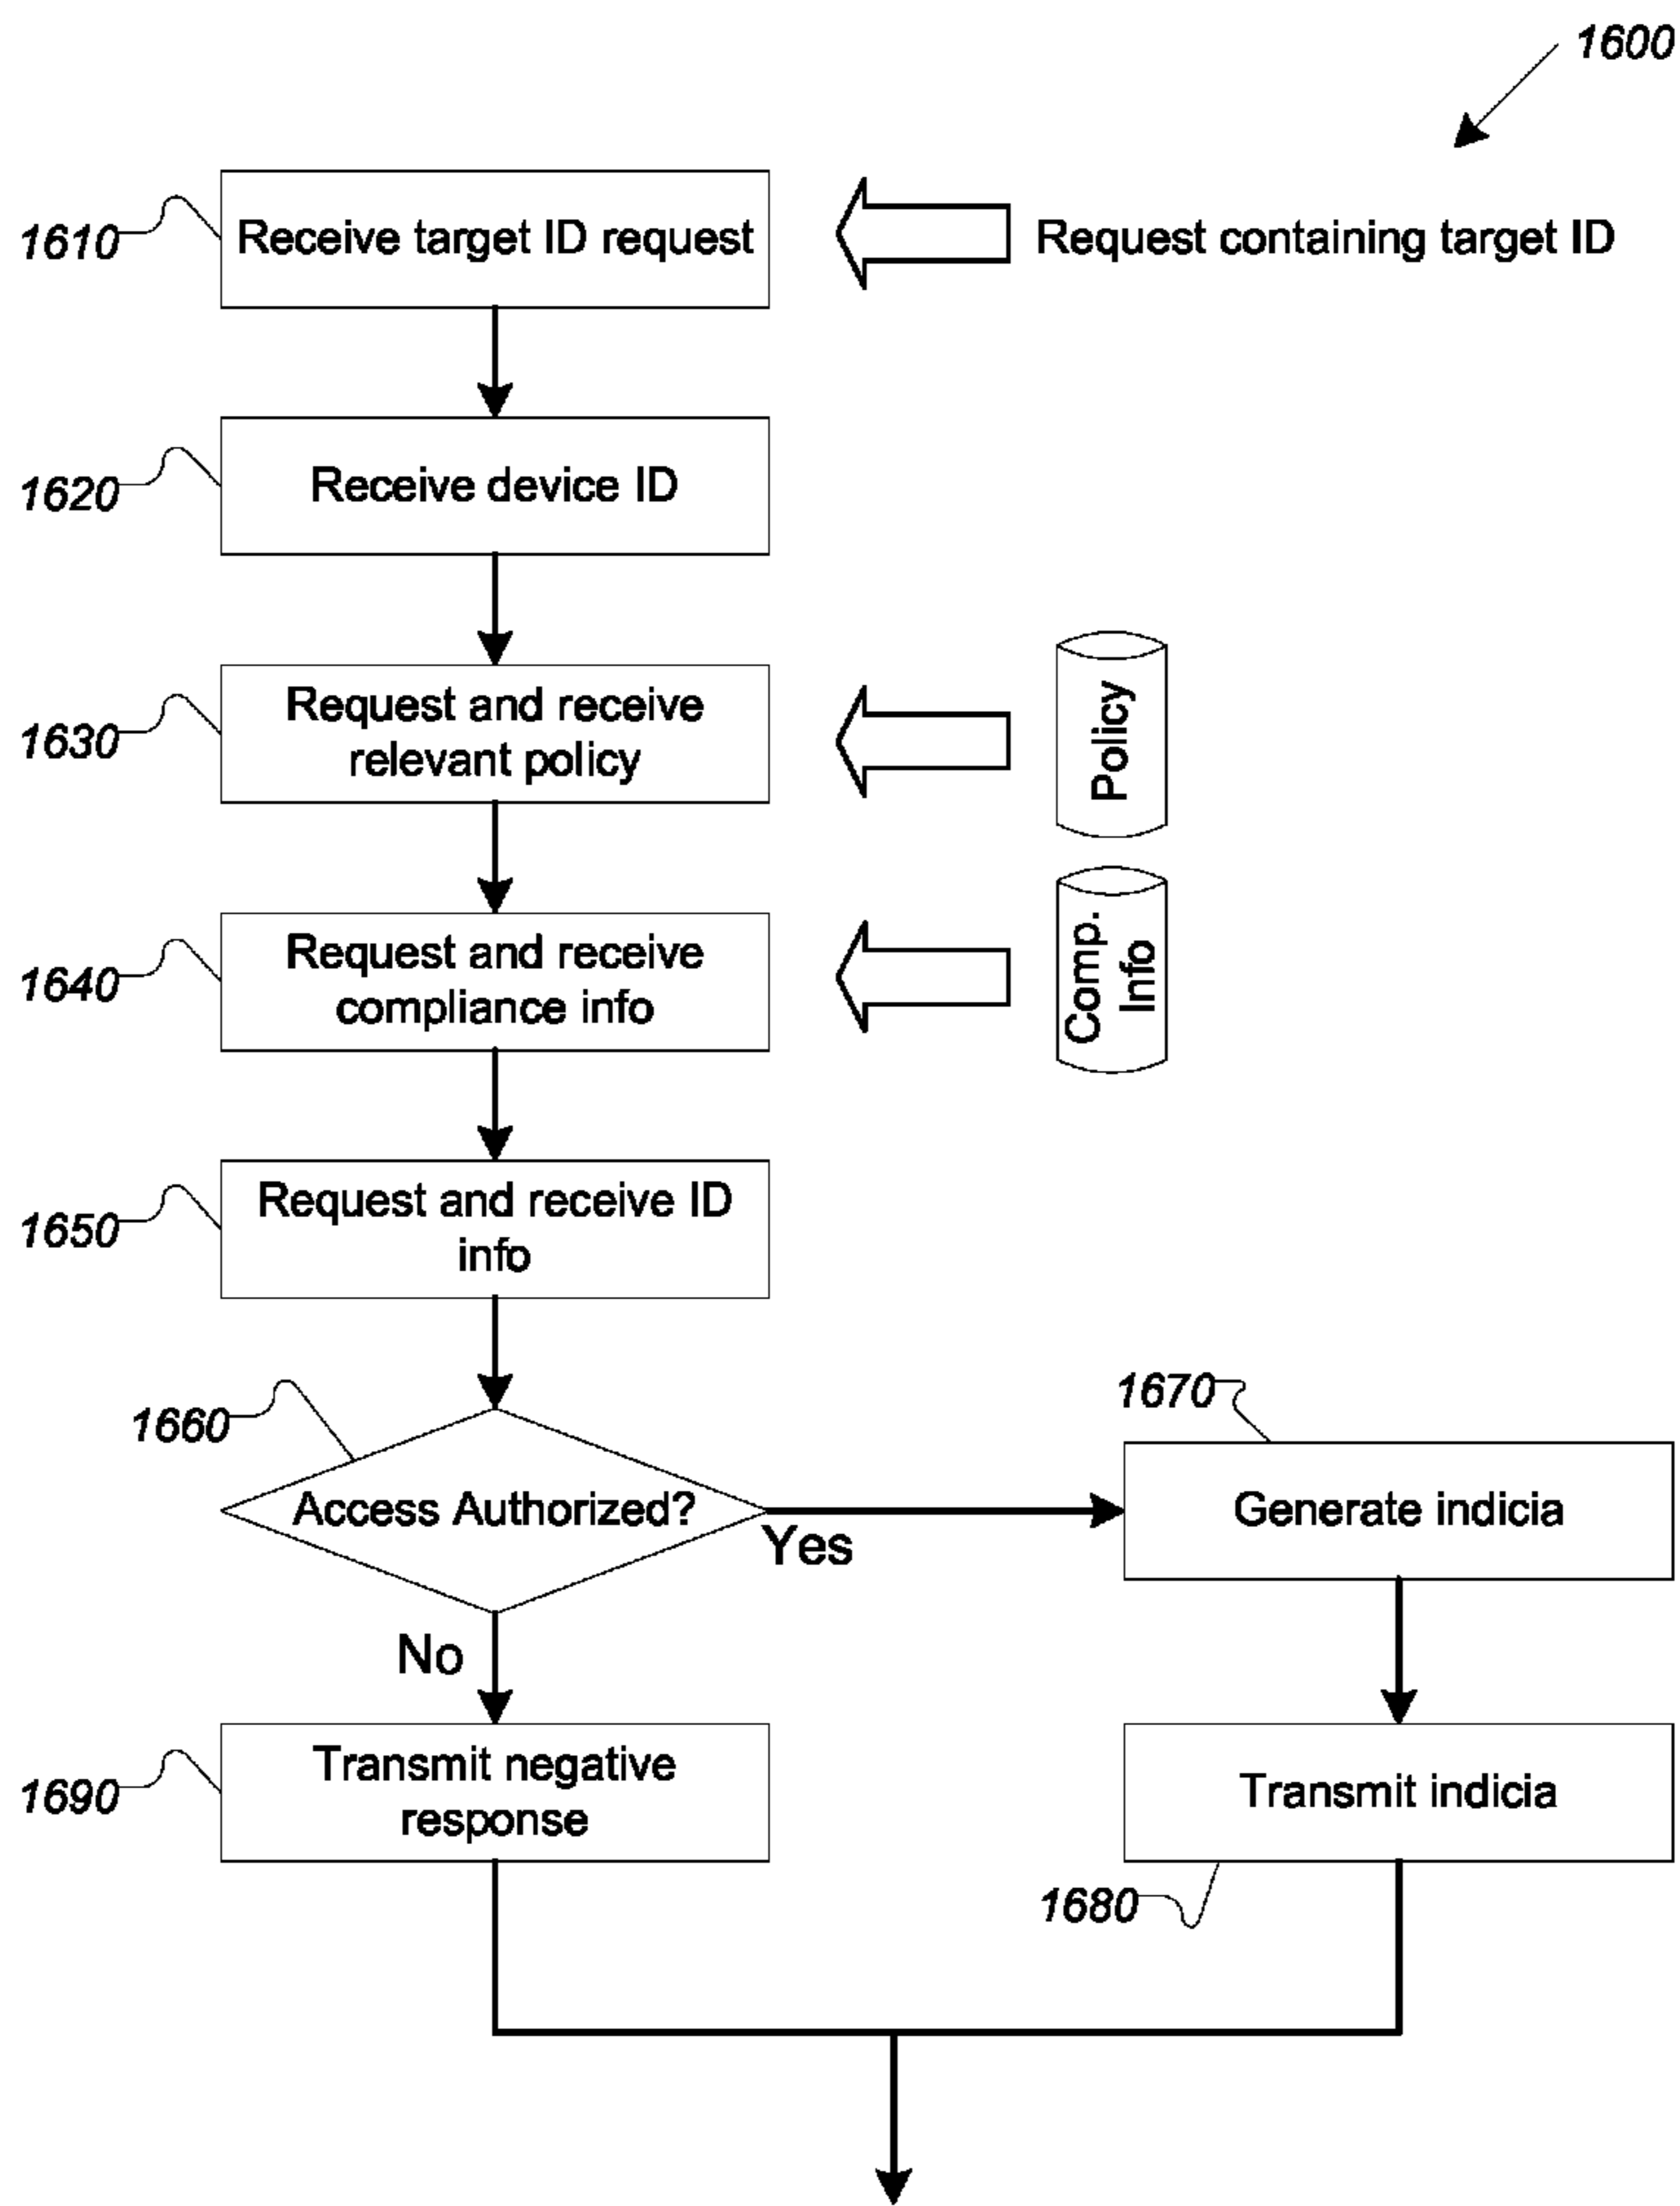 1600
1610
Receive target ID request
Request containing target ID
1620
Receive device ID
1630
Request and receive
relevant policy
Policy
1640
Request and receive
compliance info
Comp.
Info
1650
Request and receive ID
info
1660
Access Authorized?
Yes
No
1670
Generate indicia
1690
Transmit negative
response
Transmit indicia
1680